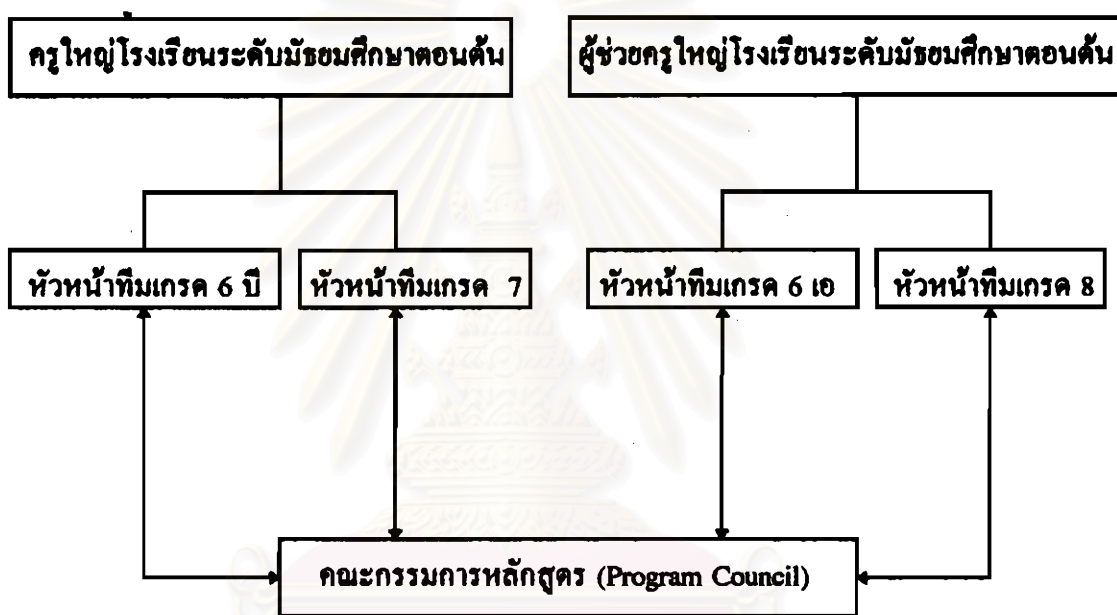 ครูใหญ่โรงเรียนระดับมัธยมศึกษาตอนต้น
ผู้ช่วยครูใหญ่โรงเรียนระดับมัธยมศึกษาตอนต้น
หัวหน้าทีมเกรด 6 บี
หัวหน้าทีมเกรด 7
หัวหน้าทีมเกรด 6 เอ
หัวหน้าทีมเกรด 8
คณะกรรมการหลักสูตร (Program Council)